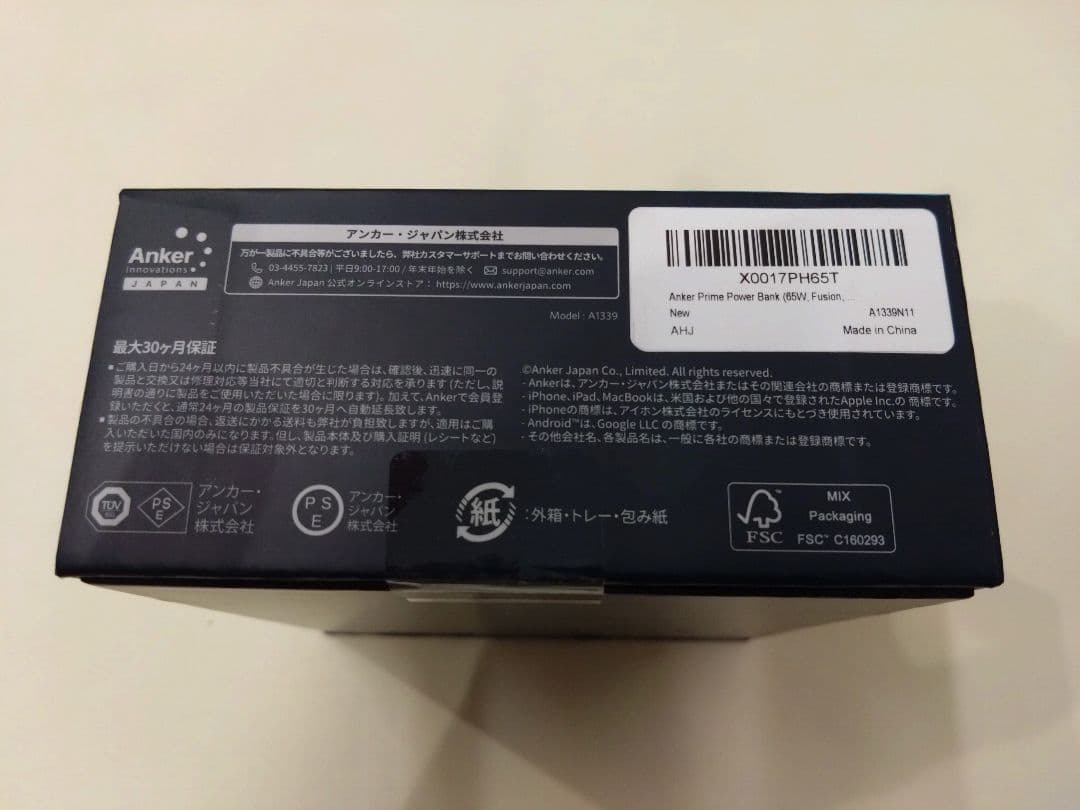 Anker
Innovations
JAPAN
アンカー・ジャパン株式会社
万が一製品に不具合等がございましたら、弊社カスタマーサポートまでお問い合わせください。
03-4455-7823 | 平日9:00-17:00 / 年末年始を除く support@anker.com
Anker Japan 公式オンラインストア : https://www.ankerjapan.com
Model : A1339
X0017PH65T
Anker Prime Power Bank (65W, Fusion, ...
New A1339N11
AHJ Made in China
最大30ヶ月保証
●ご購入日から24ヶ月以内に製品不具合が生じた場合は、確認後、迅速に同一の
製品と交換又は修理対応等当社にて適切と判断する対応を承ります (ただし、説
明書の通りに製品をご使用いただいた場合に限ります)。加えて、Ankerで会員登
録いただくと、通常24ヶ月の製品保証を30ヶ月へ自動延長致します。
●製品の不具合の場合、返送にかかる送料も弊社が負担致しますが、適用はご購
入いただいた国内のみになります。但し、製品本体及び購入証明 (レシートなど)
を提示いただけない場合は保証対象外となります。
©Anker Japan Co., Limited. All rights reserved.
- Ankerは、アンカー・ジャパン株式会社またはその関連会社の商標または登録商標です。
- iPhone、iPad、MacBookは、米国および他の国々で登録されたApple Inc.の 商標です。
- iPhoneの商標は、アイホン株式会社のライセンスにもとづき使用されています。
- Android™は、Google LLC の商標です。
- その他会社名、各製品名は、一般に各社の商標または登録商標です。
TÜV
PS
E
アンカー・
ジャパン
株式会社
PS
E
アンカー・
ジャパン
株式会社
紙
:外箱・トレー・包み紙
FSC
MIX
Packaging
FSC™ C160293